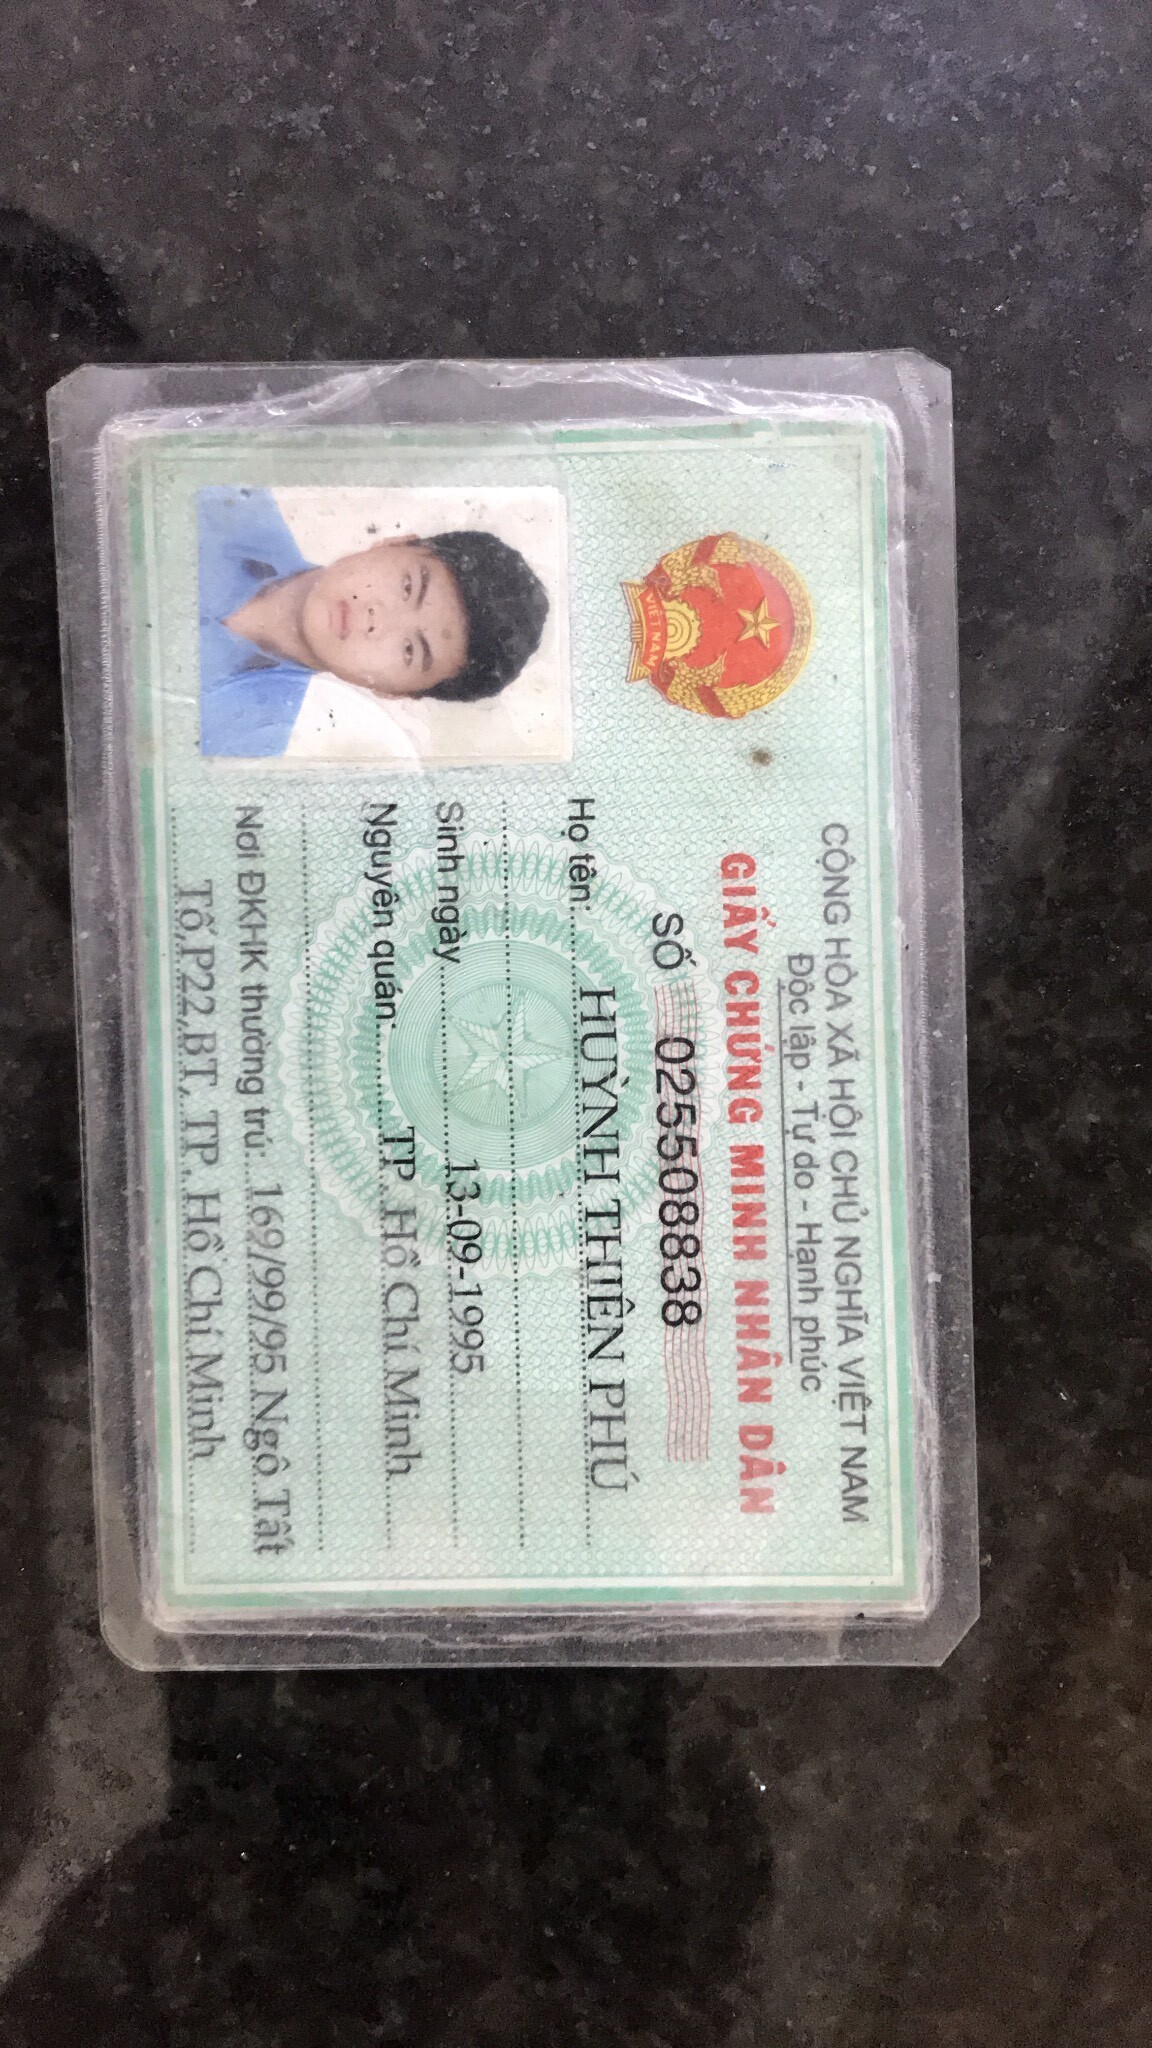 CỘNG HÒA XÃ HỘI CHỦ NGHĨA VIỆT NAM
Độc lập - Tự do - Hạnh phúc
GIẤY CHỨNG MINH NHÂN DÂN
SỐ 025508838
Họ tên: HUỲNH THIÊN PHÚ
Sinh ngày 13-09-1995
Nguyên quán: TP. Hồ Chí Minh
Nơi ĐKHK thường trú: 169/99/95 Ngô Tất
Tố,P22,BT, TP. Hồ Chí Minh
VIỆT NAM